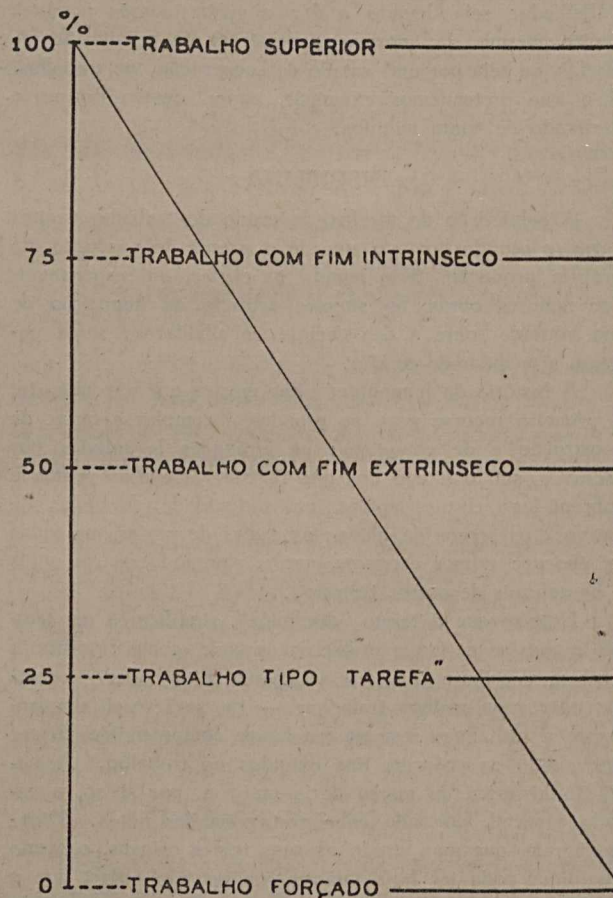 %
100 TRABALHO SUPERIOR
75 TRABALHO COM FIM INTRINSECO
50 TRABALHO COM FIM EXTRINSECO
25 TRABALHO TIPO TAREFA"
0 TRABALHO FORÇADO